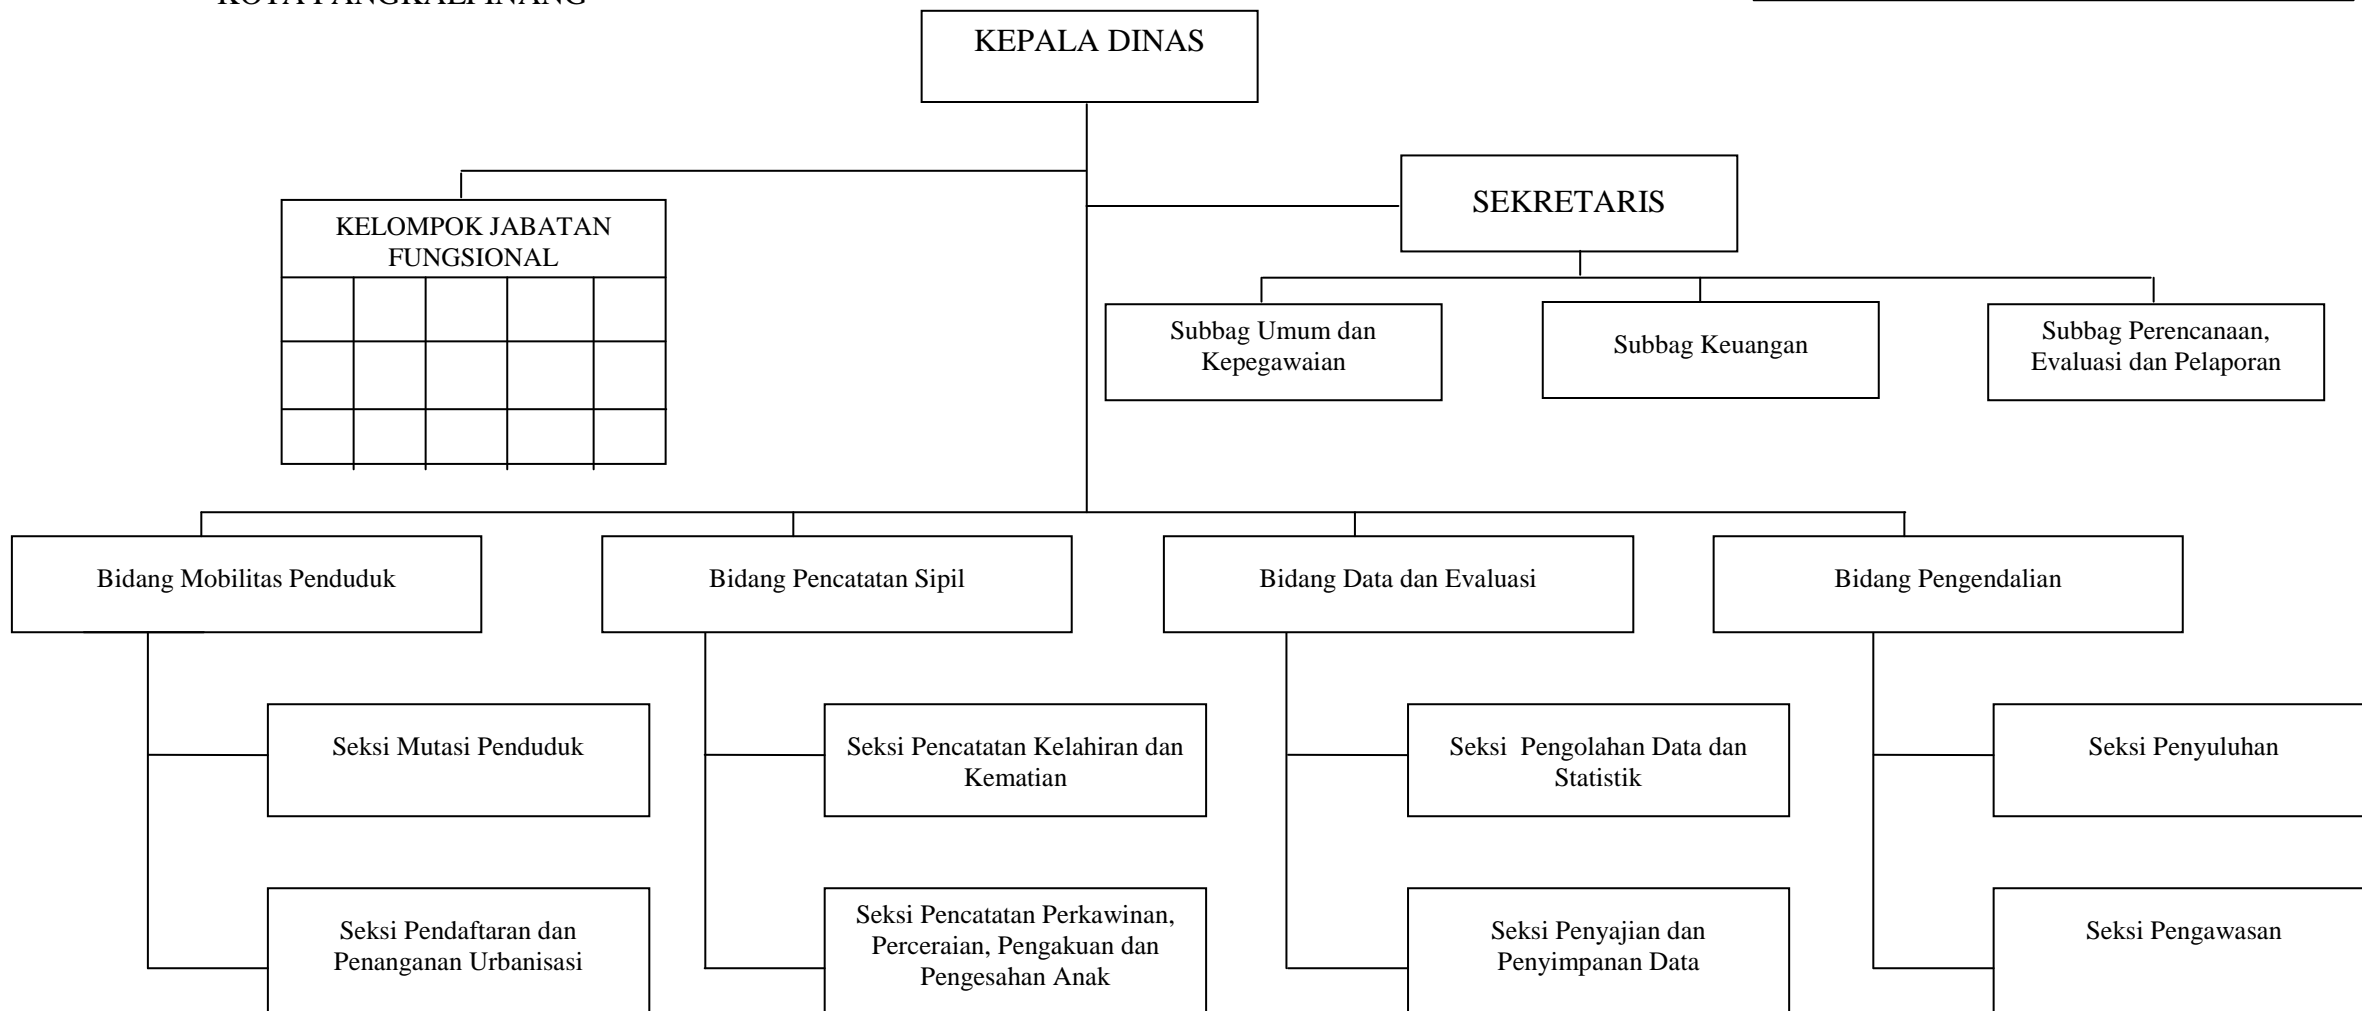 KOTA PANGKALPINANG
KEPALA DINAS
SEKRETARIS
KELOMPOK JABATAN
FUNGSIONAL
Subbag Umum dan
Kepegawaian
Subbag Keuangan
Subbag Perencanaan,
Evaluasi dan Pelaporan
Bidang Mobilitas Penduduk
Bidang Pencatatan Sipil
Bidang Data dan Evaluasi
Bidang Pengendalian
Seksi Mutasi Penduduk
Seksi Pencatatan Kelahiran dan
Kematian
Seksi Pengolahan Data dan
Statistik
Seksi Penyuluhan
Seksi Pendaftaran dan
Penanganan Urbanisasi
Seksi Pencatatan Perkawinan,
Perceraian, Pengakuan dan
Pengesahan Anak
Seksi Penyajian dan
Penyimpanan Data
Seksi Pengawasan